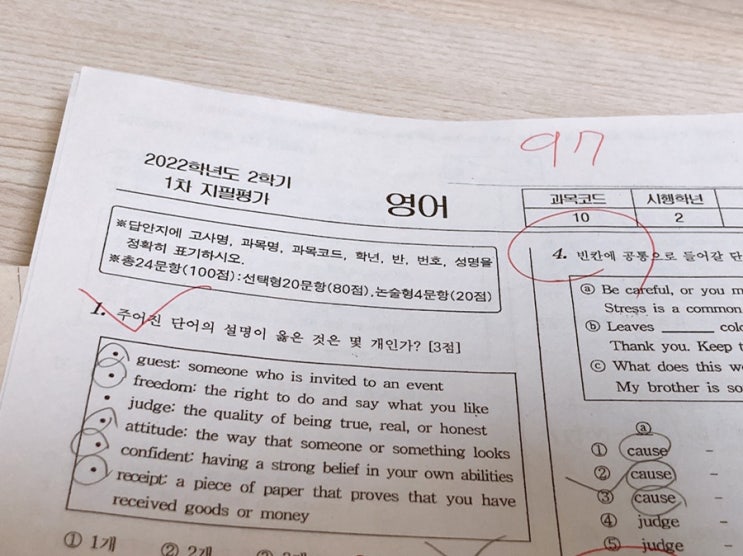 97
2022학년도 2학기
1차 지필평가
영어
과목코드
시행학년
10
2
※답안지에 고사명, 과목명, 과목코드, 학년, 반, 번호, 성명을
정확히 표기하시오.
※총24문항(100점):선택형20문항(80점),논술형4문항(20점)
1. 주어진 단어의 설명이 옳은 것은 몇 개인가? [3점]
• guest: someone who is invited to an event
• freedom: the right to do and say what you like
• judge: the quality of being true, real, or honest
• attitude: the way that someone or something looks
• confident: having a strong belief in your own abilities
• receipt: a piece of paper that proves that you have
received goods or money
① 1개
② 2개
4. 빈칸에 공통으로 들어갈 단
ⓐ Be careful, or you m
Stress is a common
ⓑ Leaves ______ col
Thank you. Keep t
ⓒ What does this w
My brother is so
ⓐ
① cause -
② cause -
③ cause -
④ judge -
⑤ judge -